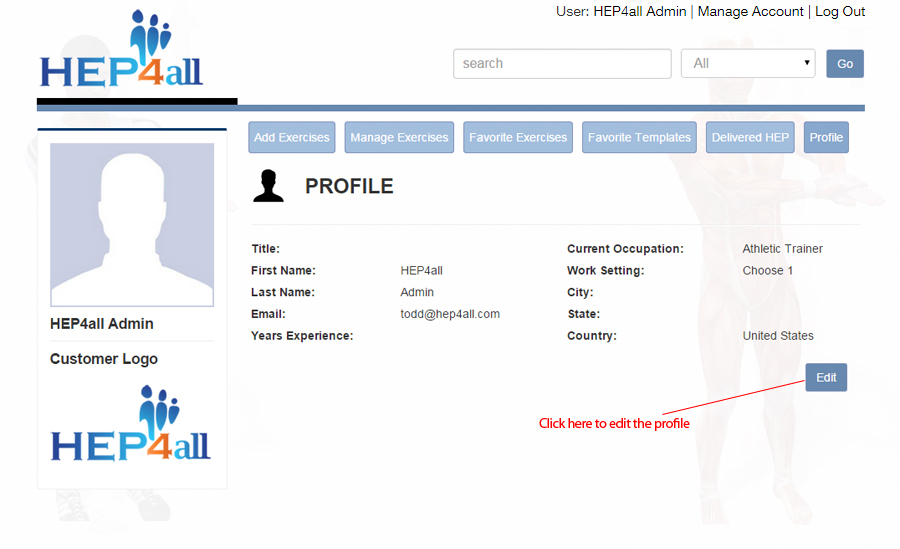 User: HEP4all Admin | Manage Account | Log Out
HEP4all
search
All
Go
Add Exercises
Manage Exercises
Favorite Exercises
Favorite Templates
Delivered HEP
Profile
PROFILE
Title:
First Name: HEP4all
Last Name: Admin
Email: todd@hep4all.com
Years Experience:
Current Occupation: Athletic Trainer
Work Setting: Choose 1
City:
State:
Country: United States
Edit
Click here to edit the profile
HEP4all Admin
Customer Logo
HEP4all